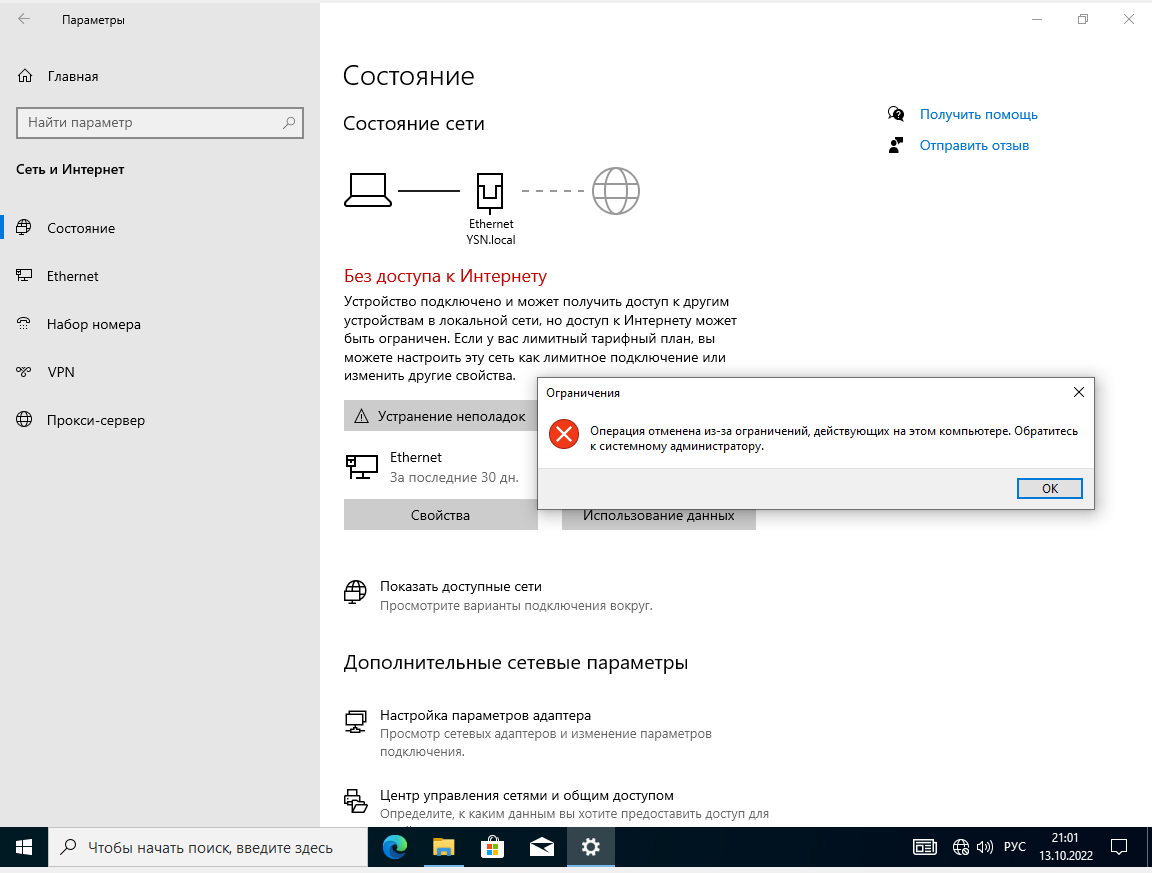 Параметры
Главная
Найти параметр
Сеть и Интернет
Состояние
Ethernet
Набор номера
VPN
Прокси-сервер
Состояние
Состояние сети
Ethernet
YSN.local
Без доступа к Интернету
Устройство подключено и может получить доступ к другим
устройствам в локальной сети, но доступ к Интернету может
быть ограничен. Если у вас лимитный тарифный план, вы
можете настроить эту сеть как лимитное подключение или
изменить другие свойства.
Устранение неполадок
Ethernet
За последние 30 дн.
Свойства
Использование данных
Показать доступные сети
Просмотрите варианты подключения вокруг.
Дополнительные сетевые параметры
Настройка параметров адаптера
Просмотр сетевых адаптеров и изменение параметров
подключения.
Центр управления сетями и общим доступом
Определите, к каким данным вы хотите предоставить доступ для
Получить помощь
Отправить отзыв
Ограничения
Операция отменена из-за ограничений, действующих на этом компьютере. Обратитесь
к системному администратору.
ОК
Чтобы начать поиск, введите здесь
РУС
21:01
13.10.2022